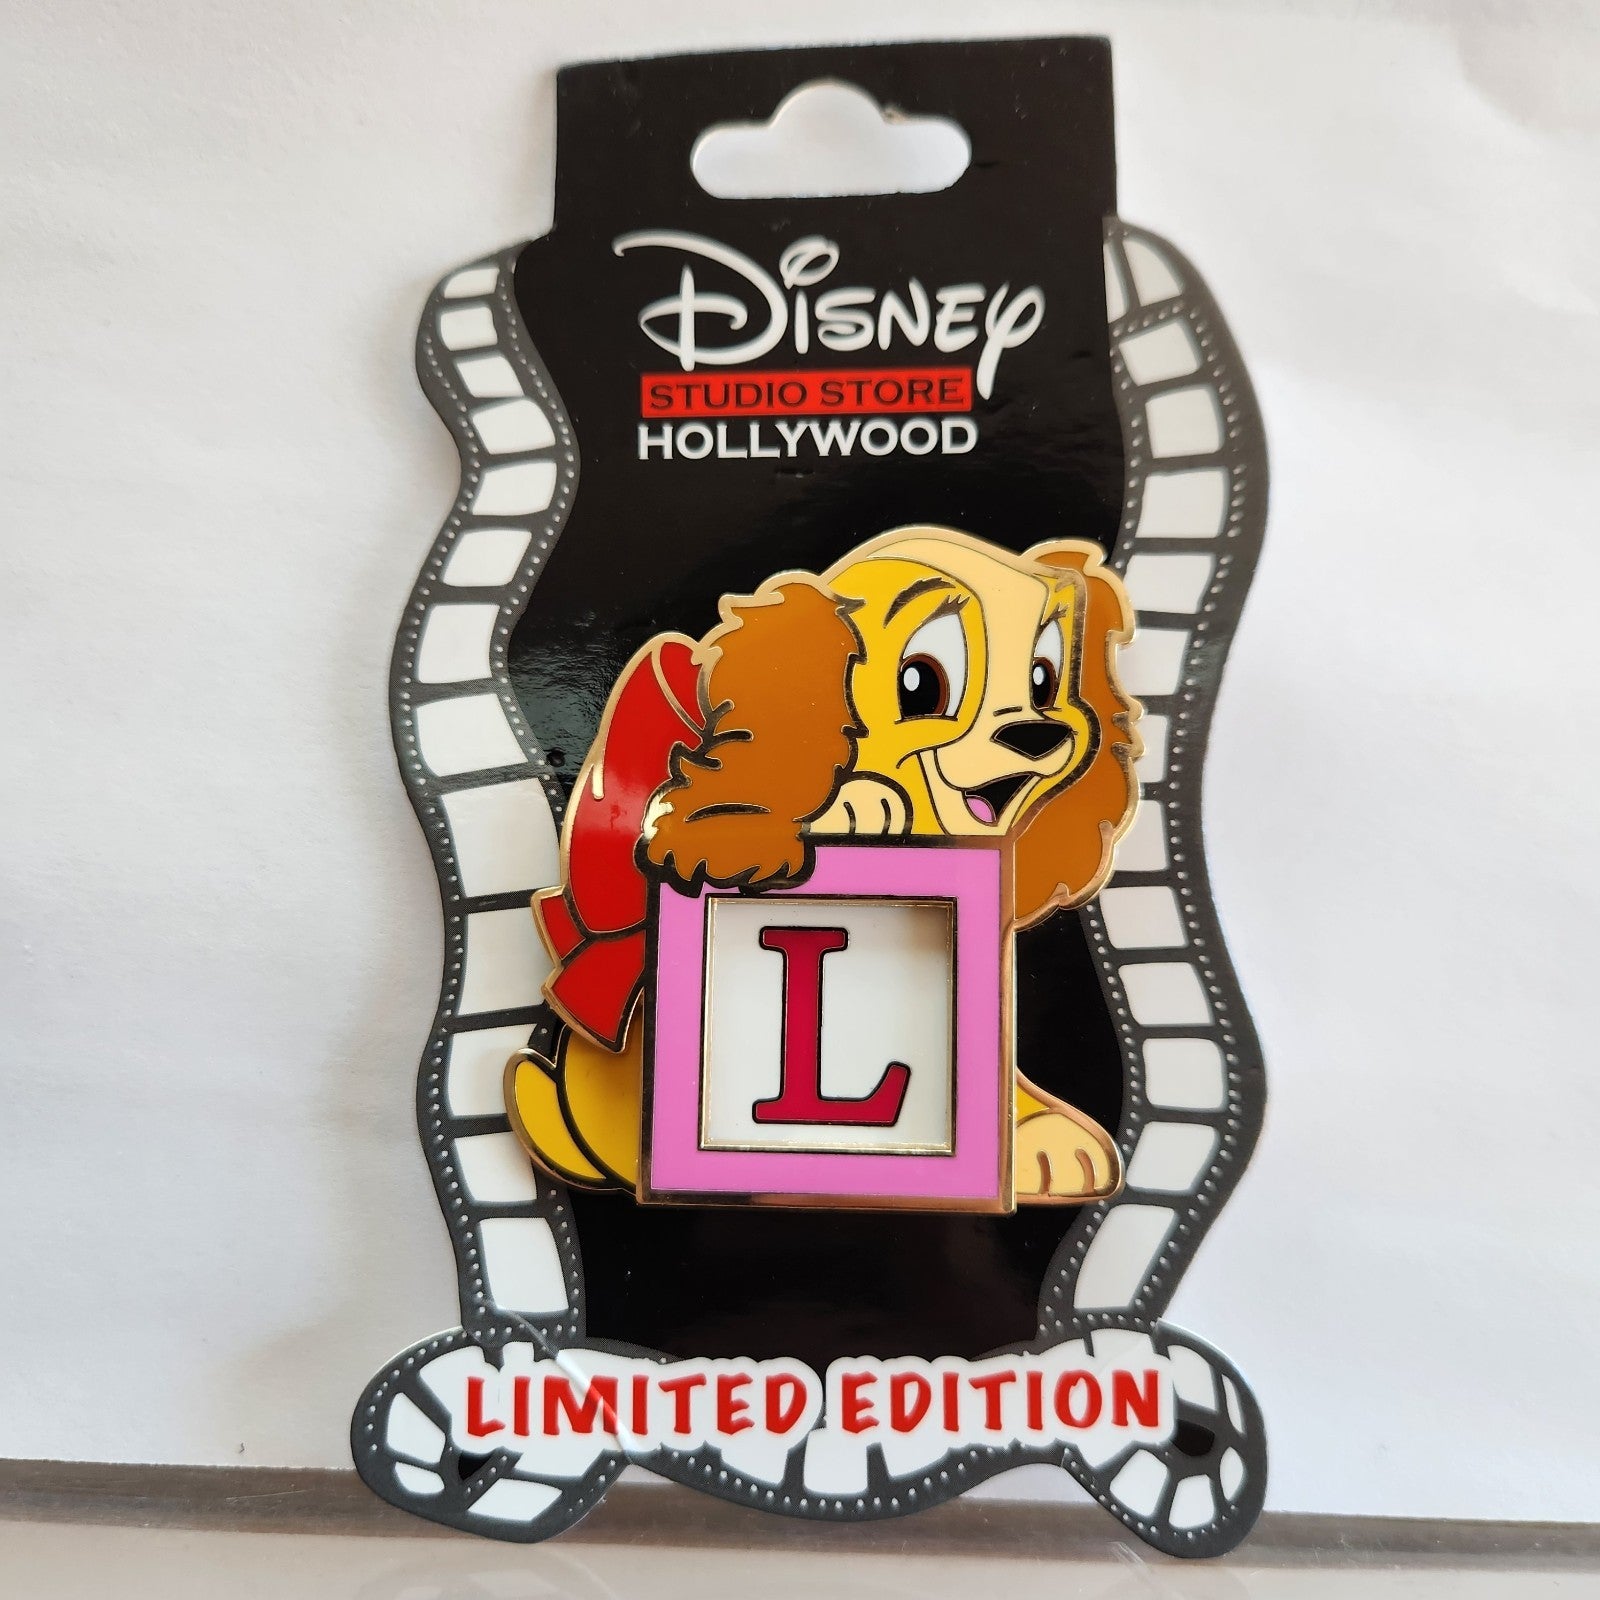 Disney
STUDIO STORE
HOLLYWOOD
L
LIMITED EDITION